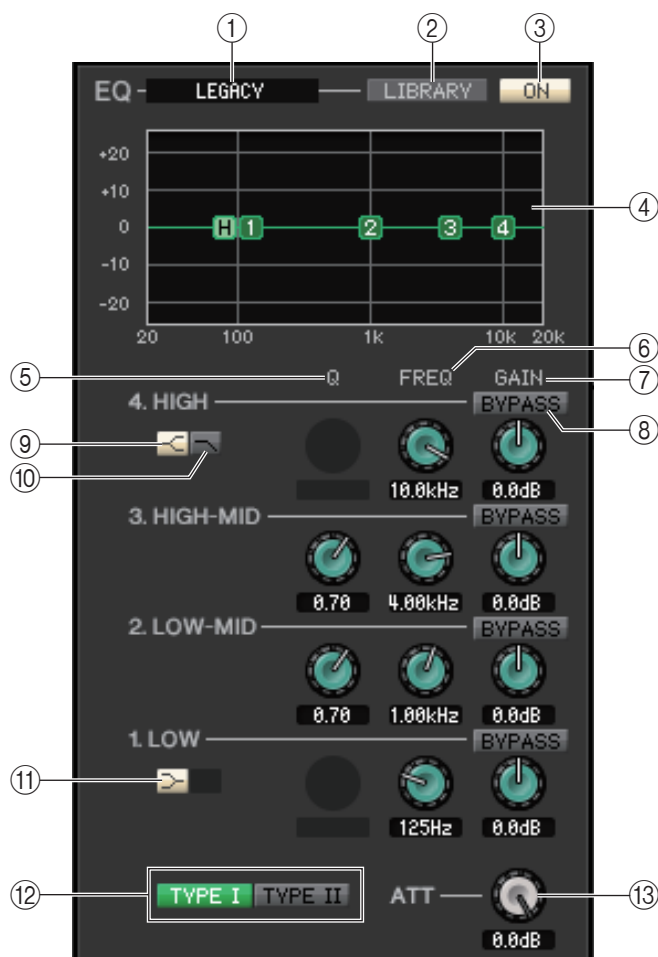 ① ② ③
EQ LEGACY LIBRARY ON
+20
+10
0 H 1 2 3 4 ④
-10
-20
20 100 1k 10k 20k
⑤ Q FREQ ⑥ GAIN ⑦
4. HIGH BYPASS ⑧
⑨
⑩
10.0kHz 0.0dB
3. HIGH-MID BYPASS
0.70 4.00kHz 0.0dB
2. LOW-MID BYPASS
0.70 1.00kHz 0.0dB
1. LOW BYPASS
⑪
125Hz 0.0dB
⑫ TYPE I TYPE II ATT ⑬
0.0dB